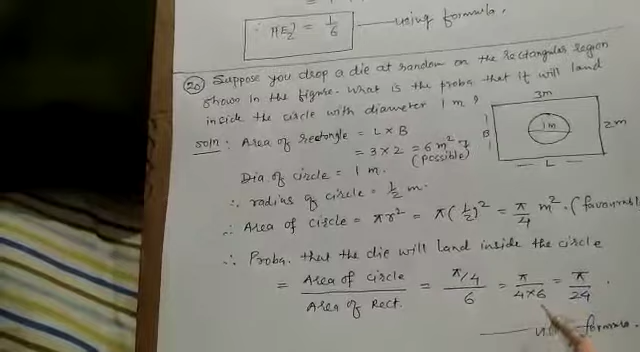 ∴ P(E₂) = 1/6 —— using formula.
20) Suppose you drop a die at random on the Rectangular region
shown in the figure. What is the proba. that it will land
inside the circle with diameter 1 m?
3m
1m
2m
B
L
Soln: Area of rectangle = L × B
= 3 × 2 = 6 m²
(possible)
Dia. of circle = 1 m.
∴ radius of circle = 1/2 m.
∴ Area of circle = πr² = π(1/2)² = π/4 m². (favourabl
∴ Proba. that the die will land inside the circle
= Area of circle / Area of Rect. = π/4 / 6 = π / 4×6 = π/24 .
—— formula.